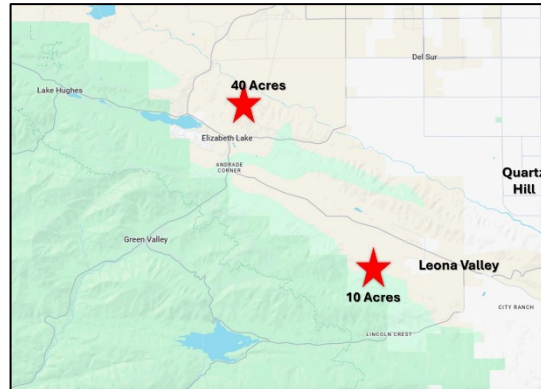 Del Sur
40 Acres
Lake Hughes
Elizabeth Lake
ANDRADE
CORNER
Quartz
Hill
Green Valley
Leona Valley
10 Acres
CITY RANCH
LINCOLN CREST